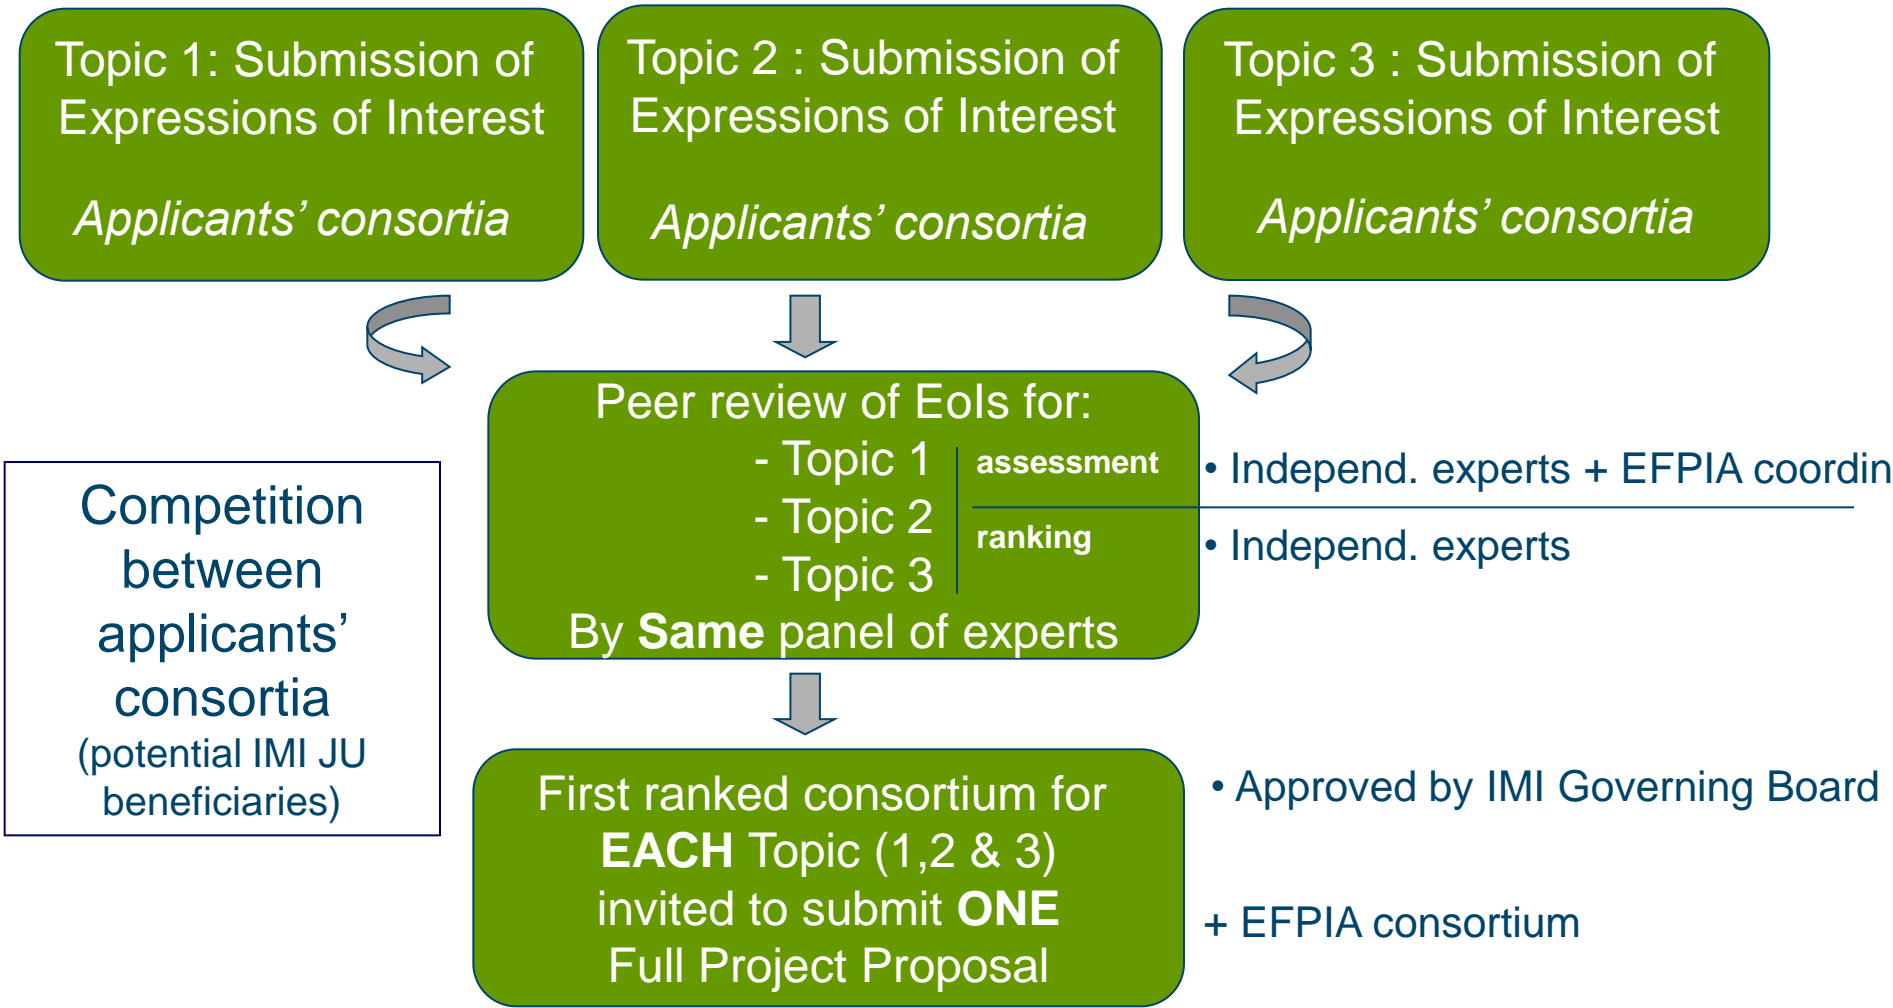 Topic 1: Submission of
Expressions of Interest
Applicants’ consortia
Topic 2 : Submission of
Expressions of Interest
Applicants’ consortia
Topic 3 : Submission of
Expressions of Interest
Applicants’ consortia
Competition
between
applicants’
consortia
(potential IMI JU
beneficiaries)
Peer review of EoIs for:
- Topic 1
- Topic 2
- Topic 3
By Same panel of experts
assessment
ranking
• Independ. experts + EFPIA coordin
• Independ. experts
First ranked consortium for
EACH Topic (1,2 & 3)
invited to submit ONE
Full Project Proposal
• Approved by IMI Governing Board
+ EFPIA consortium